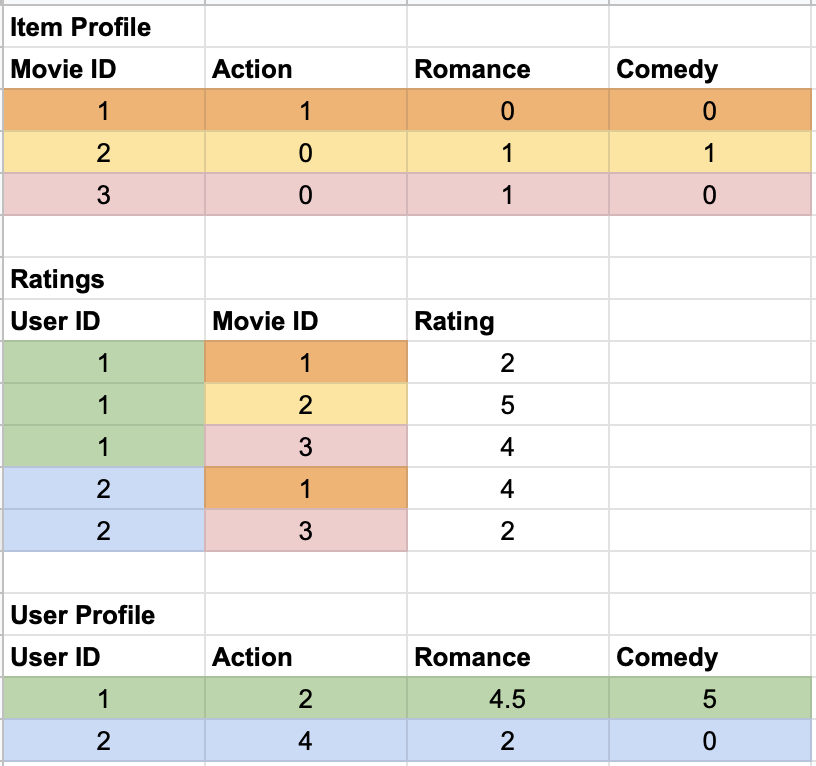 Item Profile
Movie ID Action Romance Comedy
1 1 0 0
2 0 1 1
3 0 1 0
Ratings
User ID Movie ID Rating
1 1 2
1 2 5
1 3 4
2 1 4
2 3 2
User Profile
User ID Action Romance Comedy
1 2 4.5 5
2 4 2 0